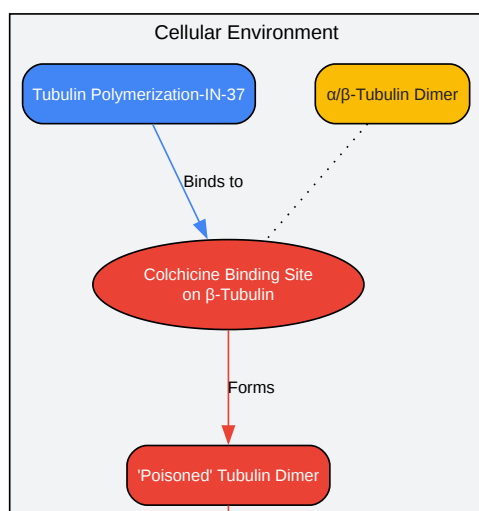 Cellular Environment
Tubulin Polymerization-IN-37
α/β-Tubulin Dimer
Binds to
Colchicine Binding Site
on β-Tubulin
Forms
'Poisoned' Tubulin Dimer